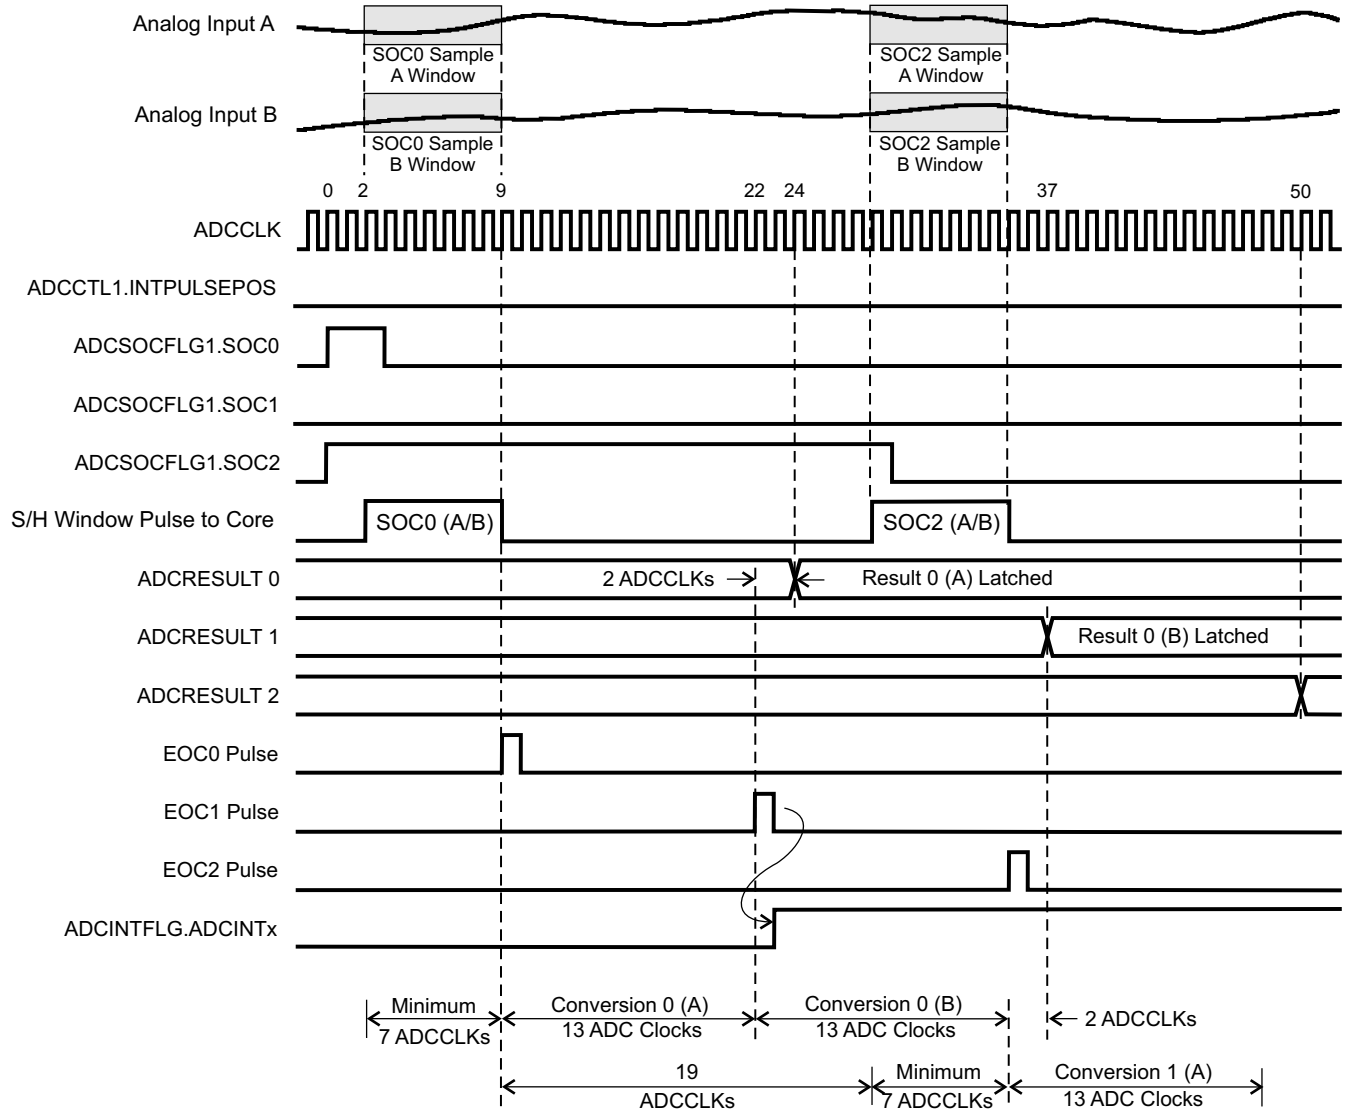 Analog Input A
SOC0 Sample
A Window
SOC2 Sample
A Window
Analog Input B
SOC0 Sample
B Window
SOC2 Sample
B Window
0 2 9 22 24 37 50
ADCCLK
ADCCTL1.INTPULSEPOS
ADCSOCFLG1.SOC0
ADCSOCFLG1.SOC1
ADCSOCFLG1.SOC2
S/H Window Pulse to Core
SOC0 (A/B)
SOC2 (A/B)
ADCRESULT 0
2 ADCCLKs
Result 0 (A) Latched
ADCRESULT 1
Result 0 (B) Latched
ADCRESULT 2
EOC0 Pulse
EOC1 Pulse
EOC2 Pulse
ADCINTFLG.ADCINTx
Minimum
7 ADCCLKs
Conversion 0 (A)
13 ADC Clocks
Conversion 0 (B)
13 ADC Clocks
2 ADCCLKs
19
ADCCLKs
Minimum
7 ADCCLKs
Conversion 1 (A)
13 ADC Clocks